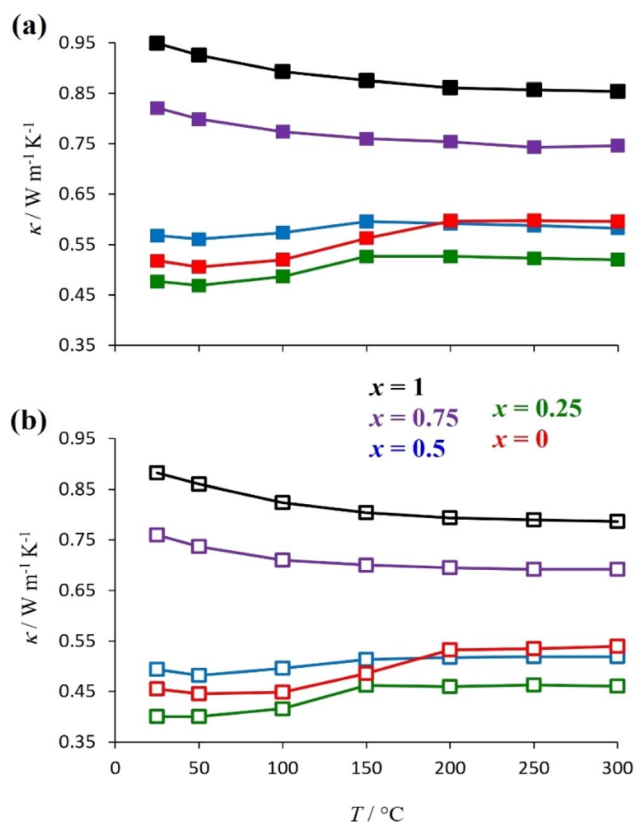 (a)
0.95
0.85
0.75
0.65
0.55
0.45
0.35
κ / W m⁻¹ K⁻¹
x = 1
x = 0.75
x = 0.5
x = 0.25
x = 0
(b)
0.95
0.85
0.75
0.65
0.55
0.45
0.35
κ / W m⁻¹ K⁻¹
0 50 100 150 200 250 300
T / °C